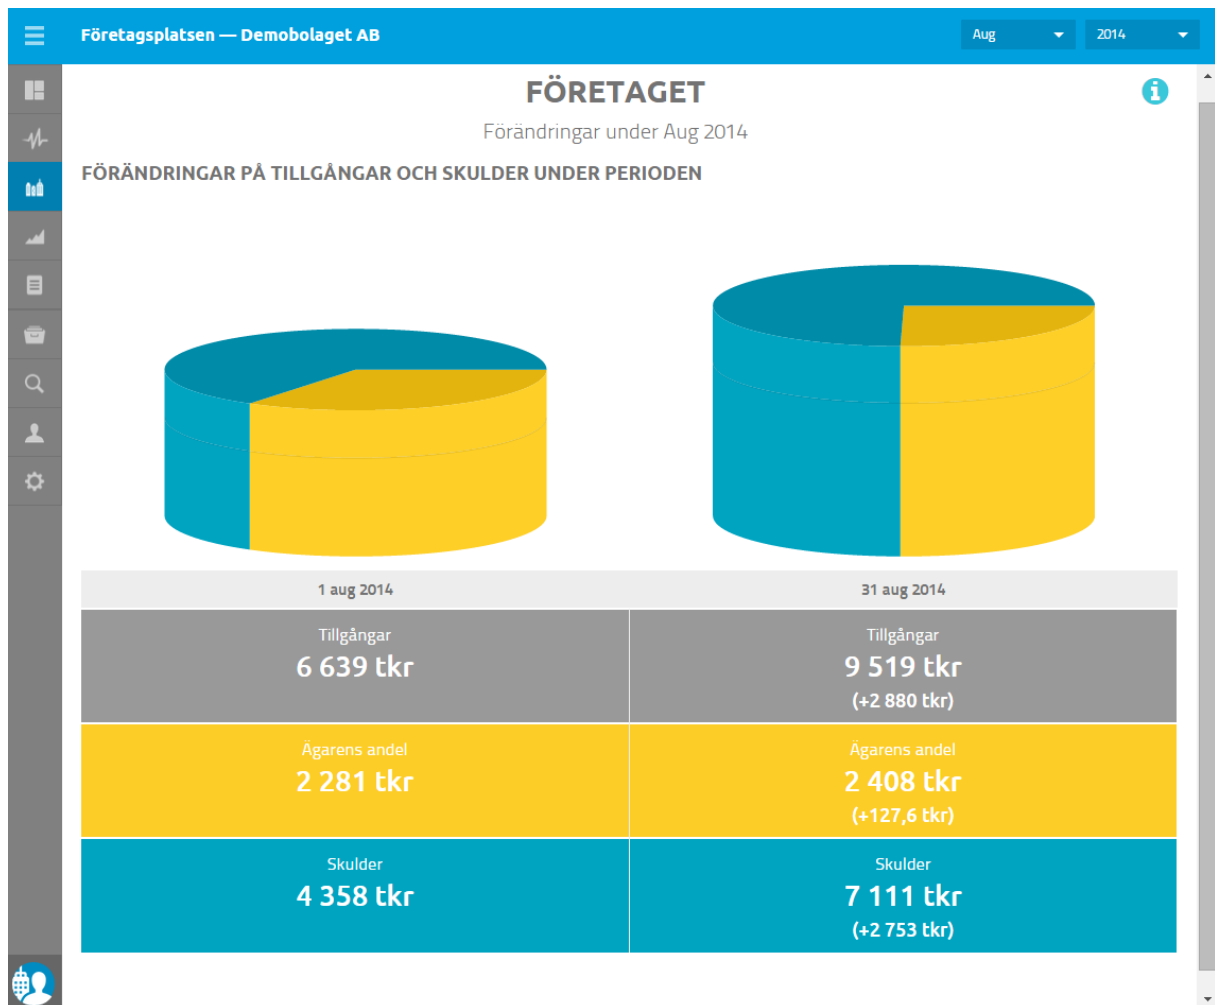 Företagsplatsen — Demobolaget AB
Aug
2014
FÖRETAGET
Förändringar under Aug 2014
FÖRÄNDRINGAR PÅ TILLGÅNGAR OCH SKULDER UNDER PERIODEN
1 aug 2014
31 aug 2014
Tillgångar
6 639 tkr
Tillgångar
9 519 tkr
(+2 880 tkr)
Ägarens andel
2 281 tkr
Ägarens andel
2 408 tkr
(+127,6 tkr)
Skulder
4 358 tkr
Skulder
7 111 tkr
(+2 753 tkr)